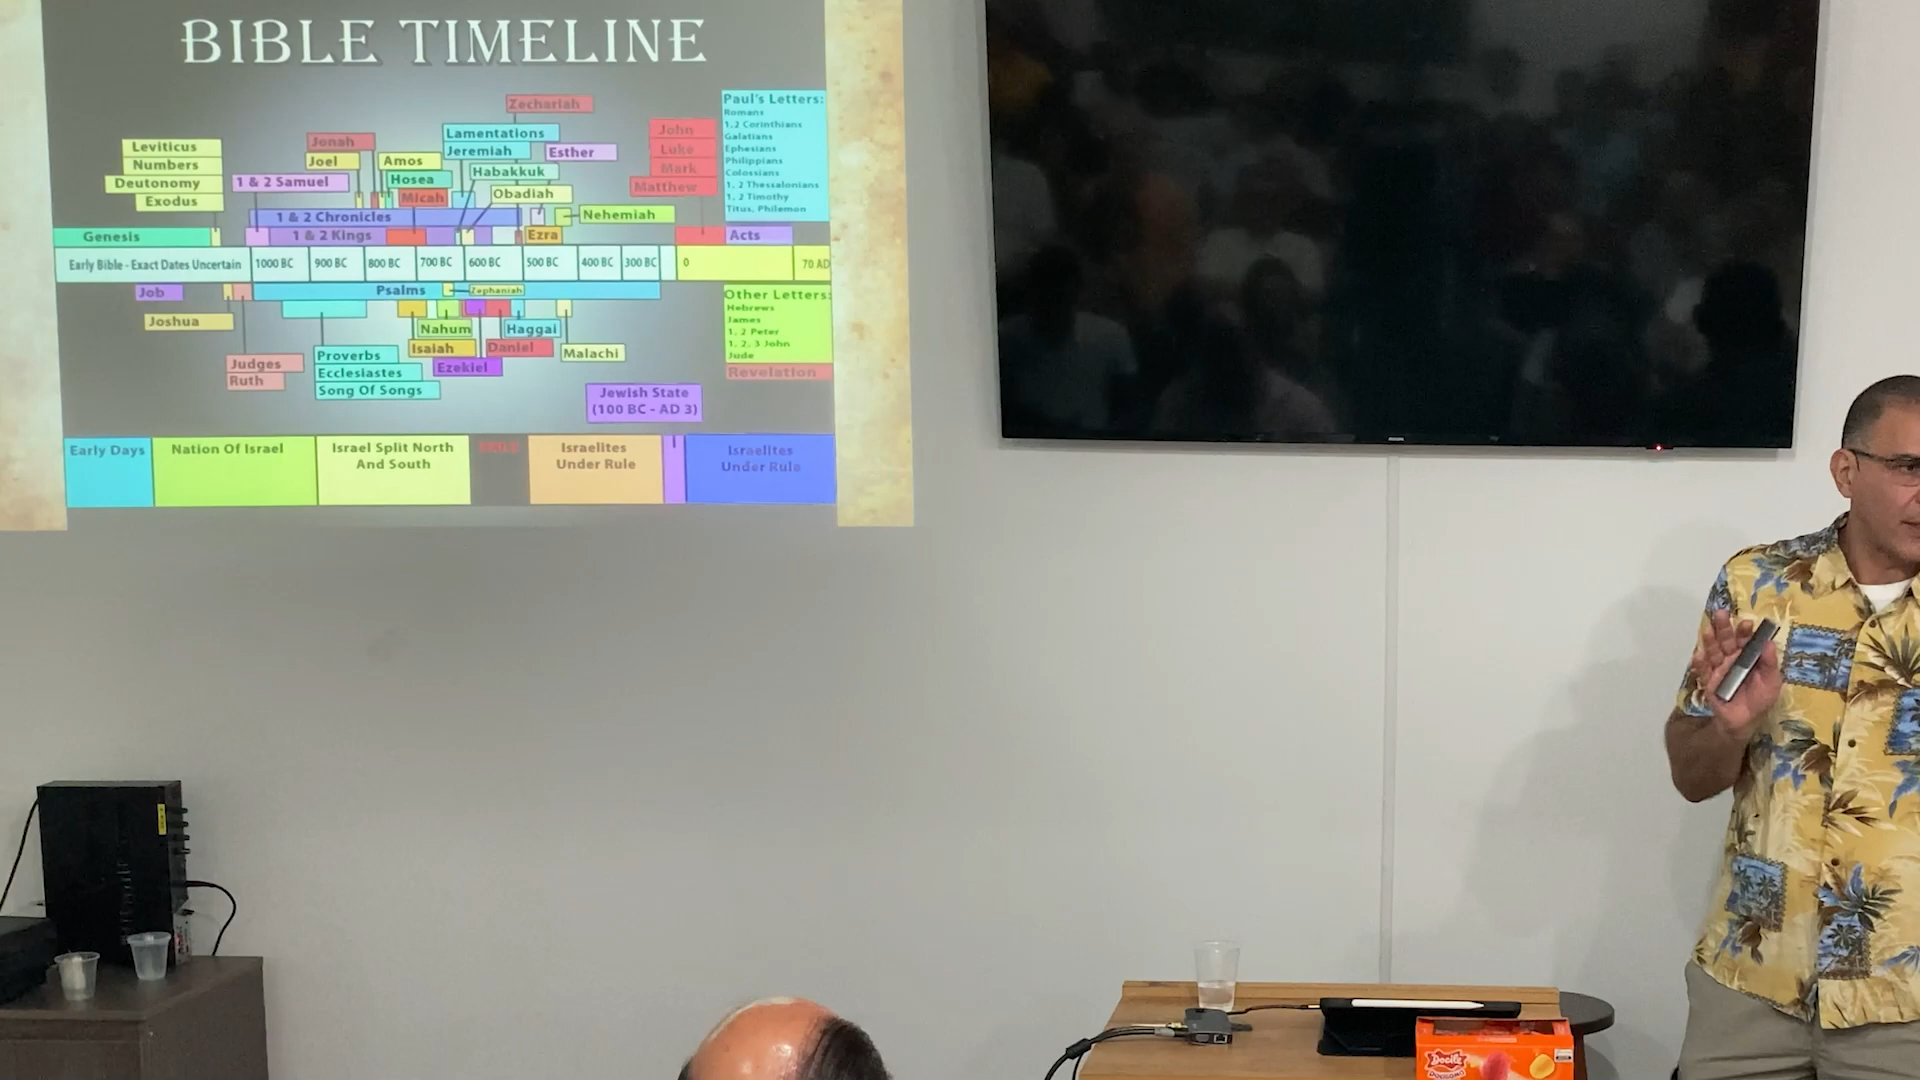 BIBLE TIMELINE
Zechariah
Paul's Letters:
Romans
1,2 Corinthians
Galatians
Ephesians
Philippians
Colossians
1, 2 Thessalonians
1, 2 Timothy
Titus, Philemon
Leviticus
Numbers
Deutonomy
Exodus
1 & 2 Samuel
Jonah
Joel
Amos
Hosea
Micah
Lamentations
Jeremiah
Habakkuk
Obadiah
Esther
Nehemiah
John
Luke
Mark
Matthew
1 & 2 Chronicles
1 & 2 Kings
Ezra
Genesis
Acts
Early Bible - Exact Dates Uncertain
1000 BC
900 BC
800 BC
700 BC
600 BC
500 BC
400 BC
300 BC
0
70 AD
Job
Psalms
Zephaniah
Joshua
Judges
Ruth
Proverbs
Ecclesiastes
Song Of Songs
Nahum
Isaiah
Ezekiel
Haggai
Daniel
Malachi
Other Letters:
Hebrews
James
1, 2 Peter
1, 2, 3 John
Jude
Revelation
Jewish State
(100 BC - AD 3)
Early Days
Nation Of Israel
Israel Split North
And South
Israelites
Under Rule
Israelites
Under Rule
Docile